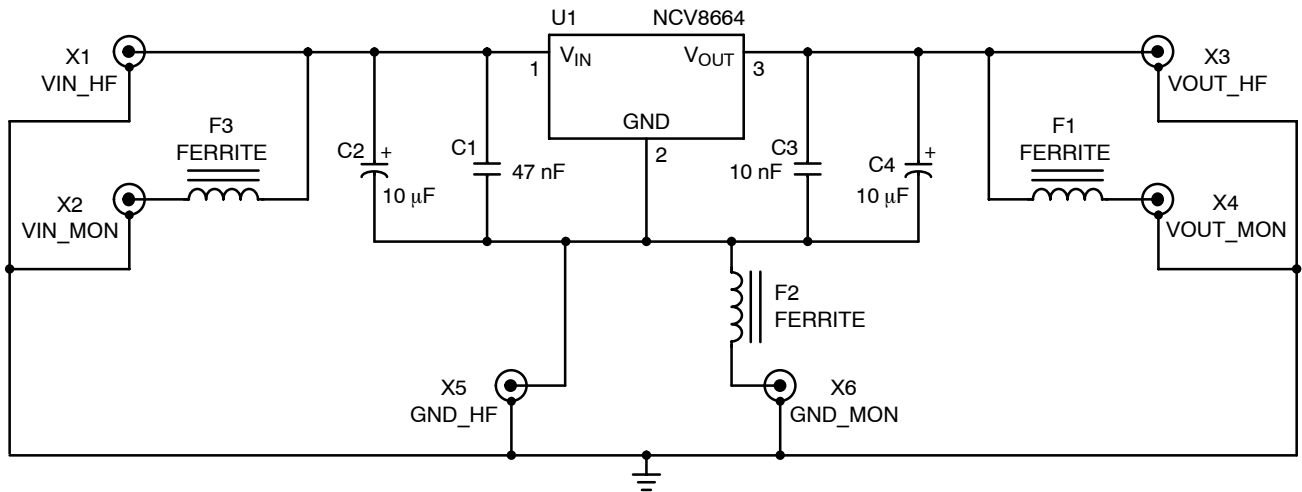 U1
NCV8664
X1
VIN_HF
1
VIN
VOUT
3
X3
VOUT_HF
GND
2
F3
FERRITE
C2
+
10 μF
C1
47 nF
C3
10 nF
C4
+
10 μF
F1
FERRITE
X2
VIN_MON
X4
VOUT_MON
F2
FERRITE
X5
GND_HF
X6
GND_MON